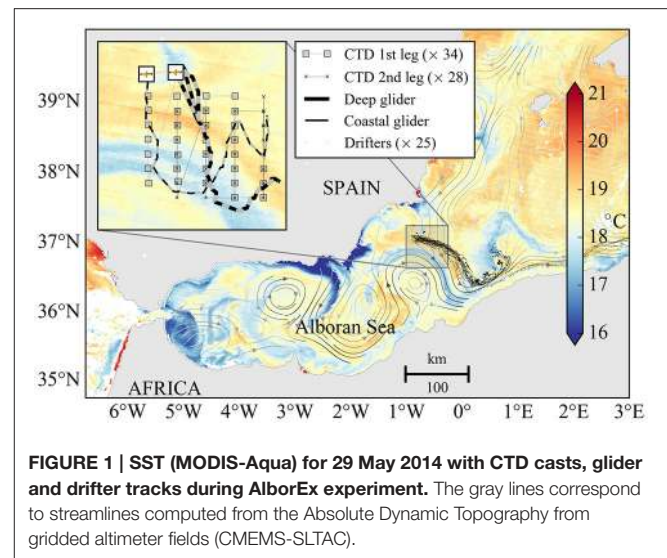 CTD 1st leg (× 34)
CTD 2nd leg (× 28)
Deep glider
Coastal glider
Drifters (× 25)
39°N
38°N
37°N
36°N
35°N
SPAIN
Alboran Sea
AFRICA
C
km
100
21
20
19
18
17
16
6°W 5°W 4°W 3°W 2°W 1°W 0° 1°E 2°E 3°E
FIGURE 1 | SST (MODIS-Aqua) for 29 May 2014 with CTD casts, glider
and drifter tracks during AlborEx experiment. The gray lines correspond
to streamlines computed from the Absolute Dynamic Topography from
gridded altimeter fields (CMEMS-SLTAC).